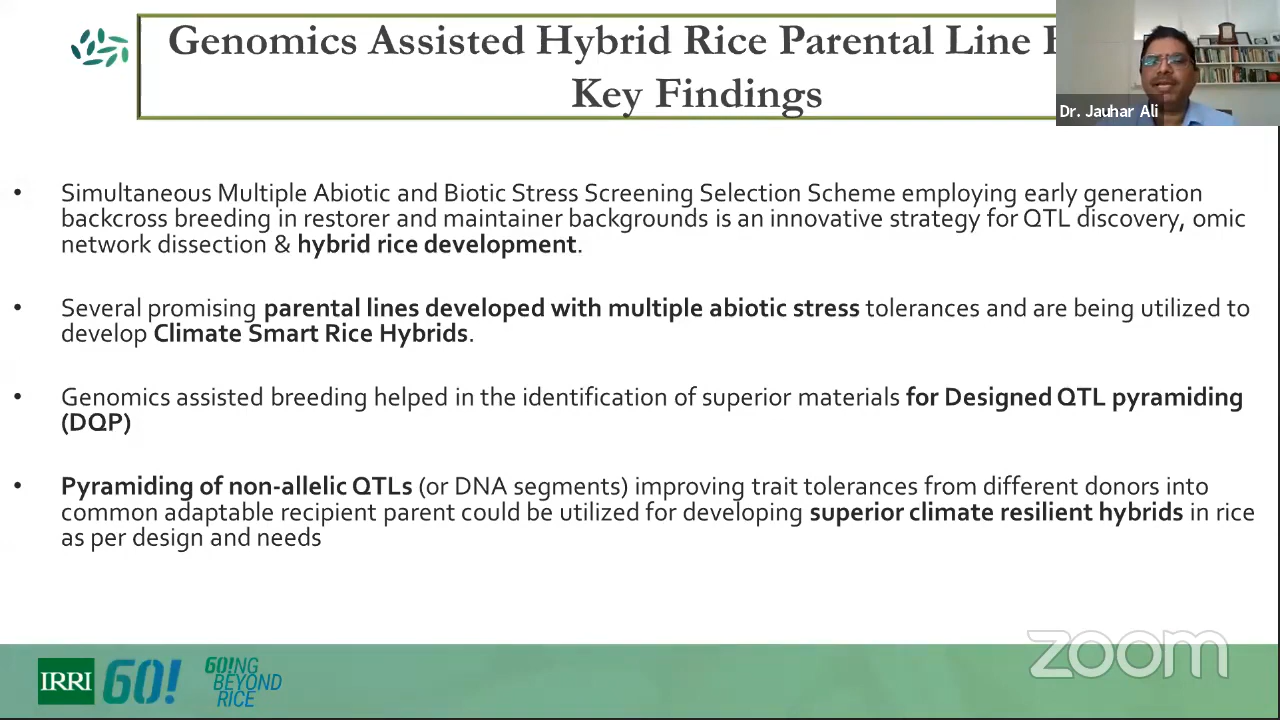 Genomics Assisted Hybrid Rice Parental Line
Key Findings
Dr. Jauhar Ali
• Simultaneous Multiple Abiotic and Biotic Stress Screening Selection Scheme employing early generation
backcross breeding in restorer and maintainer backgrounds is an innovative strategy for QTL discovery, omic
network dissection & hybrid rice development.
• Several promising parental lines developed with multiple abiotic stress tolerances and are being utilized to
develop Climate Smart Rice Hybrids.
• Genomics assisted breeding helped in the identification of superior materials for Designed QTL pyramiding
(DQP)
• Pyramiding of non-allelic QTLs (or DNA segments) improving trait tolerances from different donors into
common adaptable recipient parent could be utilized for developing superior climate resilient hybrids in rice
as per design and needs
zoom
IRRI 60!
60!NG
BEYOND
RICE